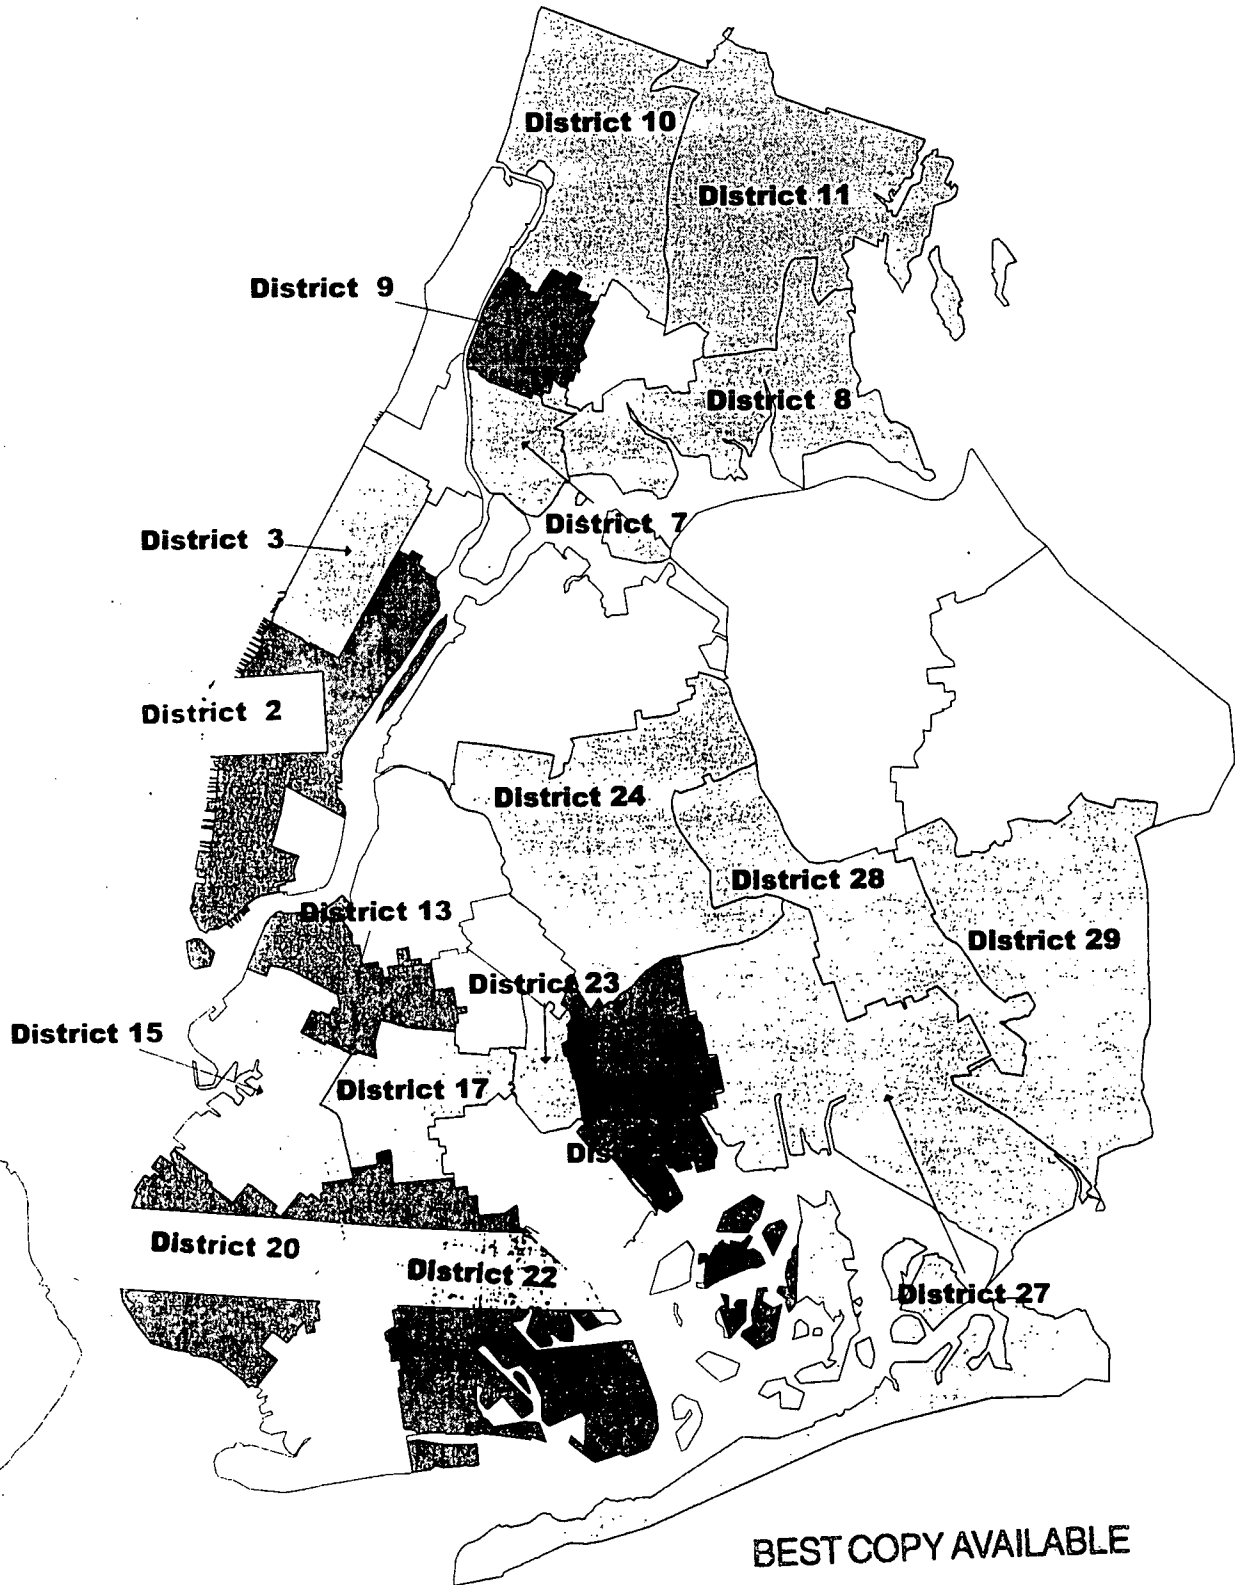 District 10
District 11
District 9
District 8
District 7
District 3
District 2
District 24
District 28
District 13
District 29
District 23
District 15
District 17
Dis
District 20
District 22
District 27
BEST COPY AVAILABLE